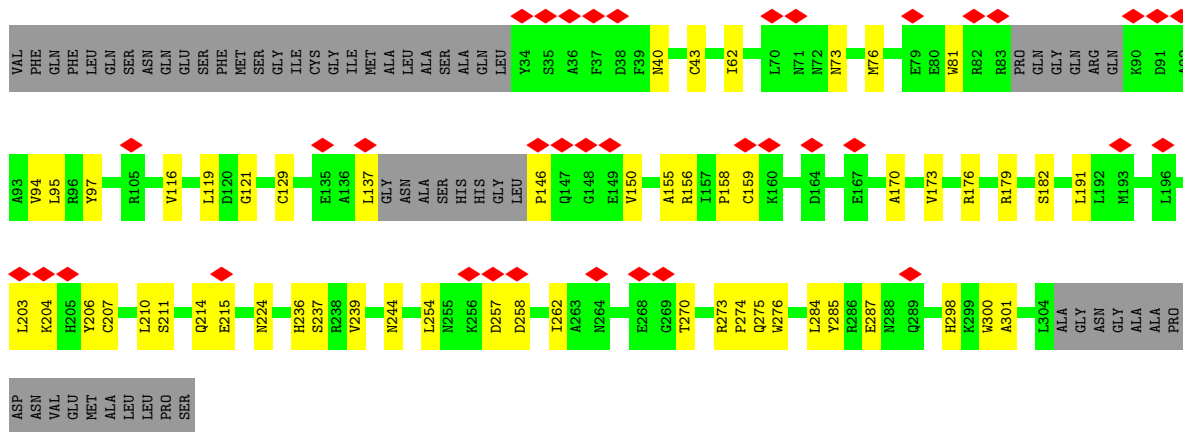 VAL PHE GLN PHE LEU GLN SER ASN GLN GLU SER PHE MET SER GLY ILE CYS GLY ILE MET ALA LEU ALA SER ALA GLN LEU Y34 S35 A36 F37 D38 F39 N40 C43 I62 L70 N71 N72 N73 M76 E79 E80 W81 R82 R83 PRO GLN GLY GLN ARG GLN K90 D91
A93 V94 L95 R96 Y97 R105 V116 L119 D120 G121 C129 E135 A136 L137 GLY ASN ALA SER HIS HIS GLY LEU P146 Q147 G148 E149 V150 A155 R156 I157 P158 C159 K160 D164 E167 A170 V173 R176 R179 S182 L191 L192 M193 L196
L203 K204 H205 Y206 C207 L210 S211 Q214 E215 N224 H236 S237 R238 V239 N244 L254 N255 K256 D257 D258 I262 A263 N264 E268 G269 T270 R273 P274 Q275 W276 L284 Y285 R286 E287 N288 Q289 H298 K299 W300 A301 L304 ALA GLY ASN GLY ALA ALA PRO
ASP ASN VAL GLU MET ALA LEU LEU PRO SER